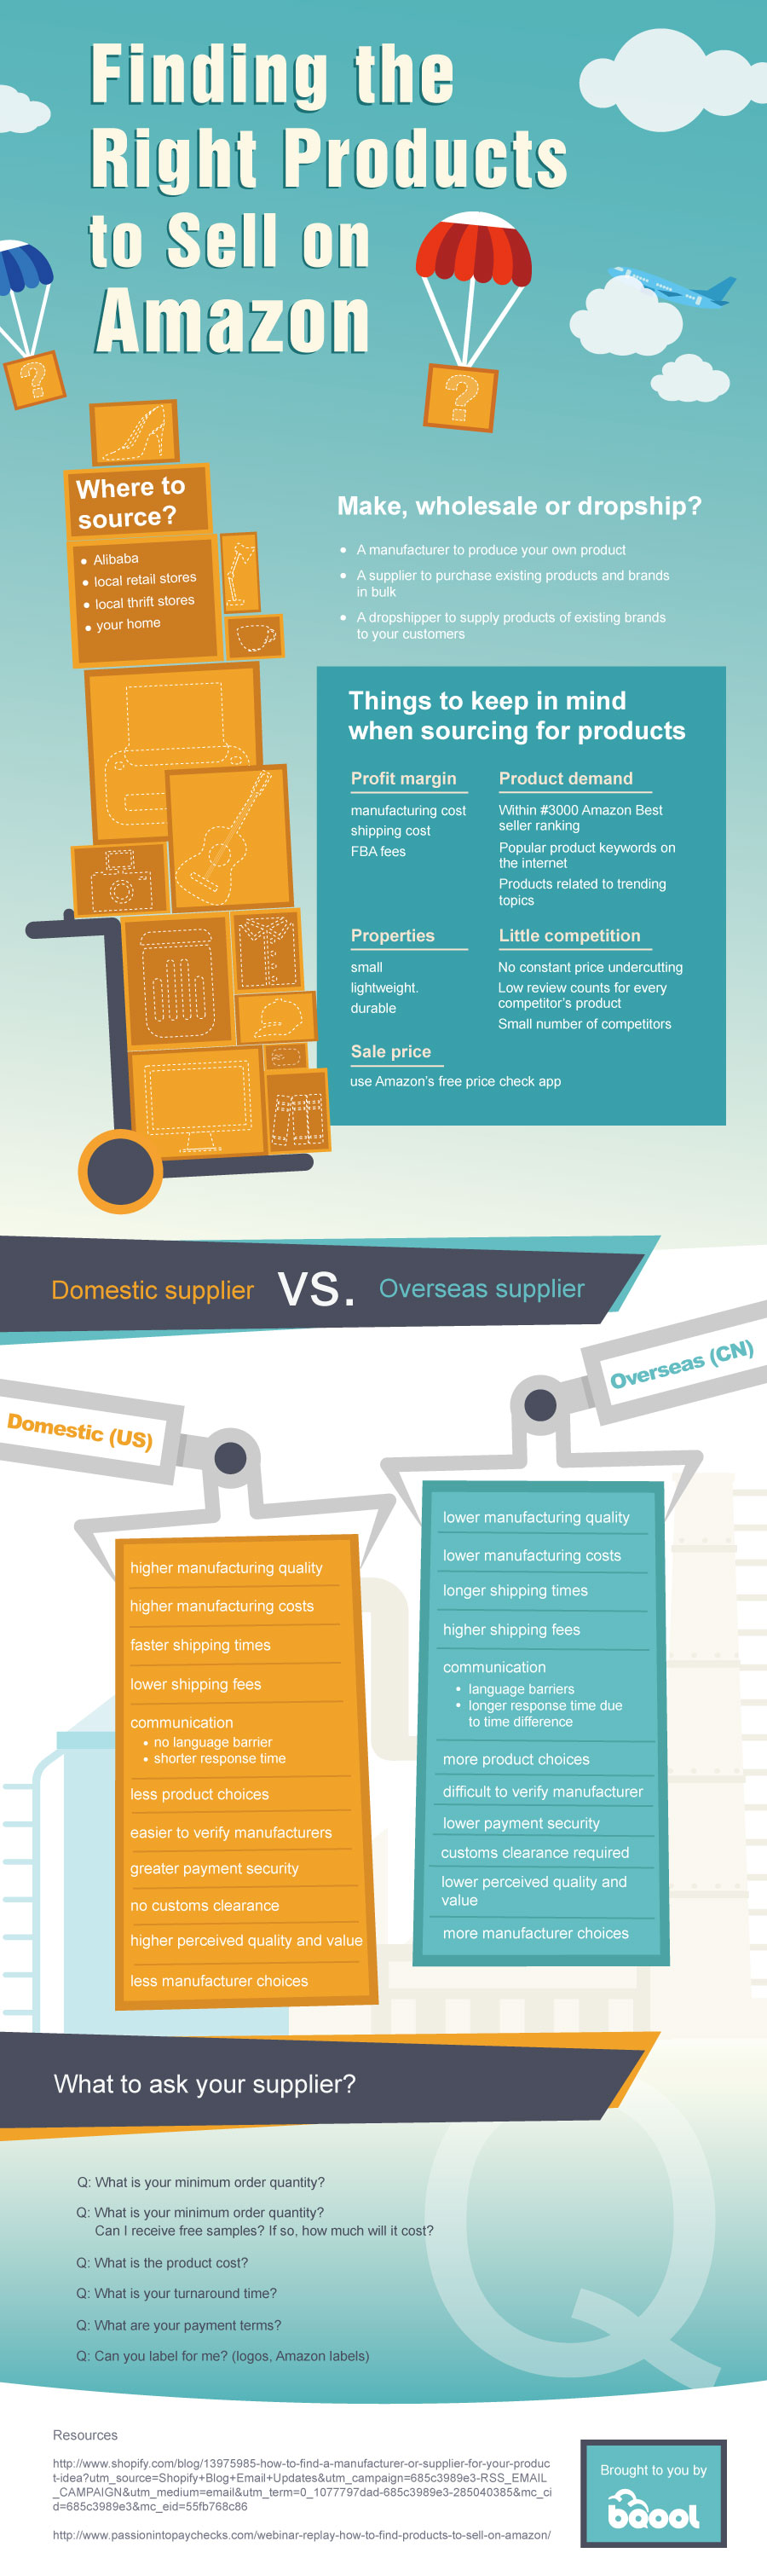 Finding the
Right Products
to Sell on
Amazon
?
?
Where to
source?
• Alibaba
• local retail stores
• local thrift stores
• your home
Make, wholesale or dropship?
• A manufacturer to produce your own product
• A supplier to purchase existing products and brands
in bulk
• A dropshipper to supply products of existing brands
to your customers
Things to keep in mind
when sourcing for products
Profit margin
manufacturing cost
shipping cost
FBA fees
Product demand
Within #3000 Amazon Best
seller ranking
Popular product keywords on
the internet
Products related to trending
topics
Properties
small
lightweight.
durable
Little competition
No constant price undercutting
Low review counts for every
competitor's product
Small number of competitors
Sale price
use Amazon's free price check app
Domestic supplier VS. Overseas supplier
Domestic (US)
higher manufacturing quality
higher manufacturing costs
faster shipping times
lower shipping fees
communication
• no language barrier
• shorter response time
less product choices
easier to verify manufacturers
greater payment security
no customs clearance
higher perceived quality and value
less manufacturer choices
Overseas (CN)
lower manufacturing quality
lower manufacturing costs
longer shipping times
higher shipping fees
communication
• language barriers
• longer response time due
to time difference
more product choices
difficult to verify manufacturer
lower payment security
customs clearance required
lower perceived quality and
value
more manufacturer choices
What to ask your supplier?
Q
Q: What is your minimum order quantity?
Q: What is your minimum order quantity?
Can I receive free samples? If so, how much will it cost?
Q: What is the product cost?
Q: What is your turnaround time?
Q: What are your payment terms?
Q: Can you label for me? (logos, Amazon labels)
Resources
http://www.shopify.com/blog/13975985-how-to-find-a-manufacturer-or-supplier-for-your-produc
t-idea?utm_source=Shopify+Blog+Email+Updates&utm_campaign=685c3989e3-RSS_EMAIL
_CAMPAIGN&utm_medium=email&utm_term=0_1077797dad-685c3989e3-285040385&mc_ci
d=685c3989e3&mc_eid=55fb768c86
http://www.passionintopaychecks.com/webinar-replay-how-to-find-products-to-sell-on-amazon/
Brought to you by
baool